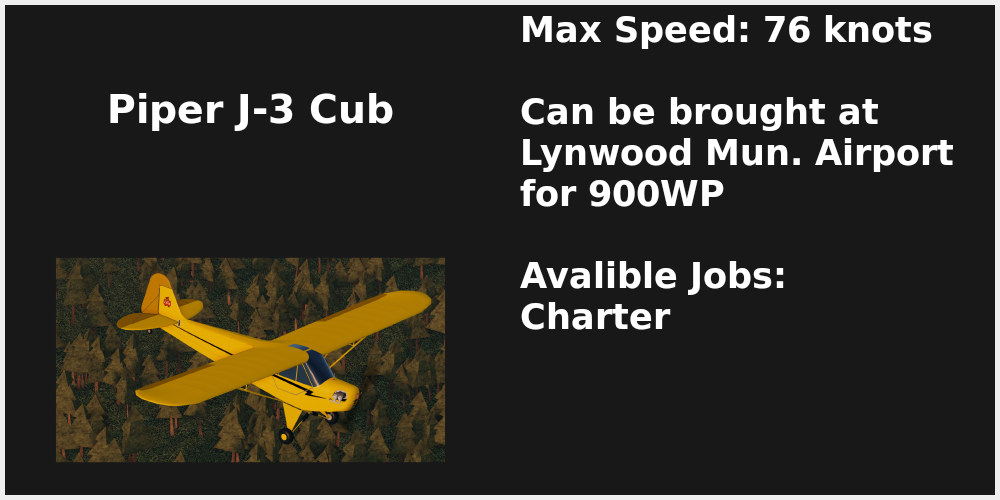 Piper J-3 Cub
Max Speed: 76 knots
Can be brought at
Lynwood Mun. Airport
for 900WP
Avalible Jobs:
Charter